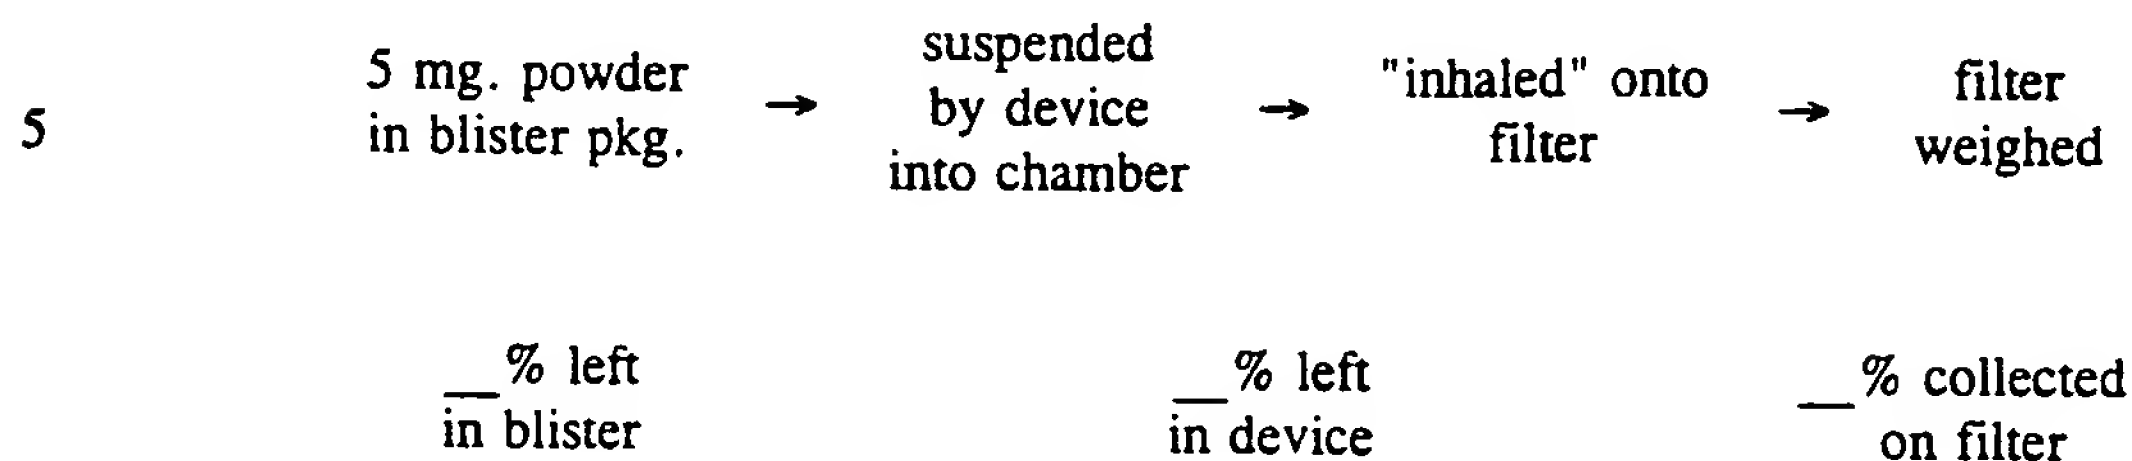 5
5 mg. powder
in blister pkg.
→
suspended
by device
into chamber
→
"inhaled" onto
filter
→
filter
weighed
__% left
in blister
__% left
in device
__% collected
on filter